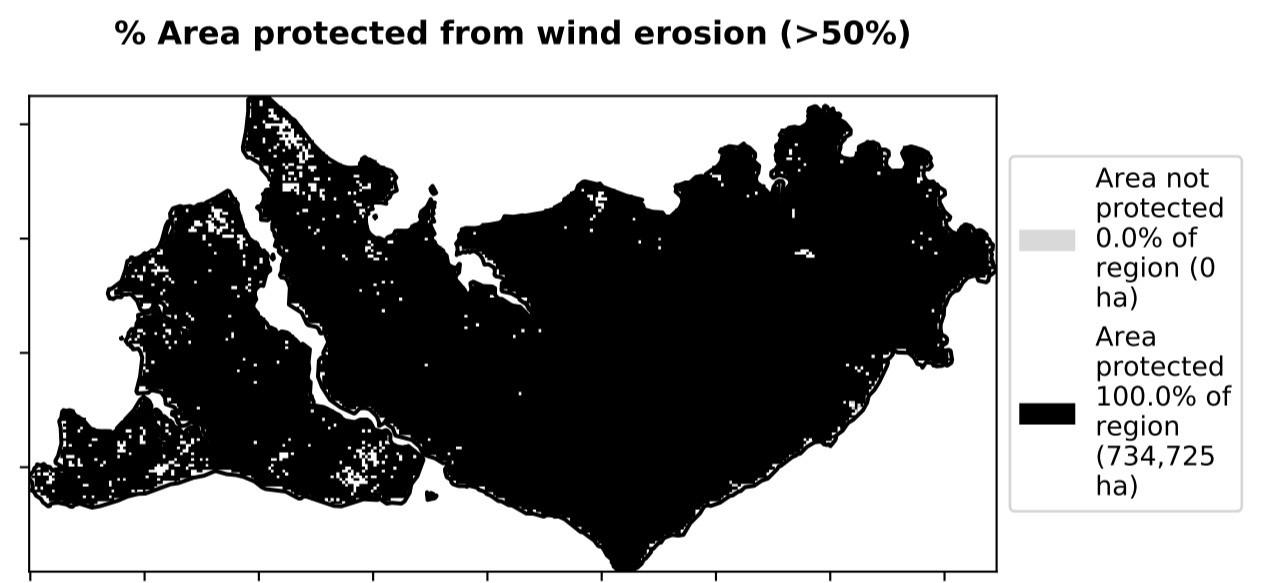 % Area protected from wind erosion (>50%)
Area not
protected
0.0% of
region (0
ha)
Area
protected
100.0% of
region
(734,725
ha)